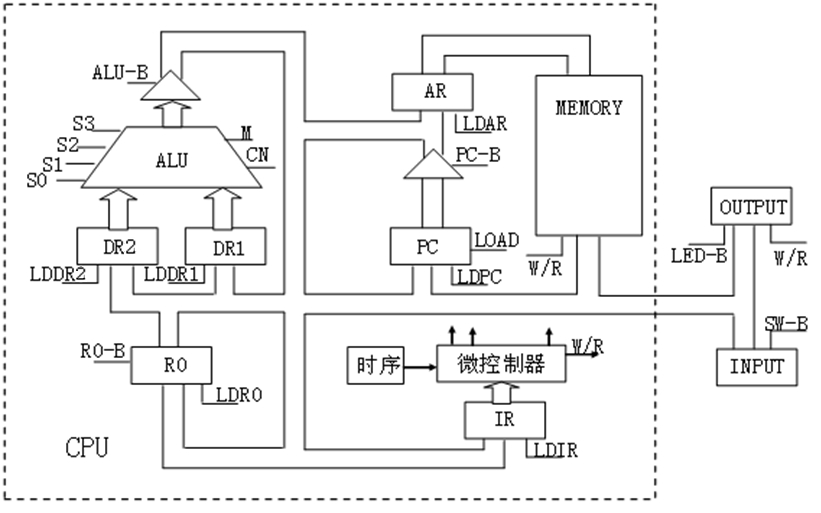 ALU-B
AR
MEMORY
LDAR
S3
S2
S1
S0
M
CN
ALU
PC-B
OUTPUT
DR2
DR1
PC
LOAD
LDDR2
LDDR1
LDPC
W/R
LED-B
W/R
SW-B
R0-B
R0
时序
微控制器
W/R
INPUT
LDR0
IR
CPU
LDIR